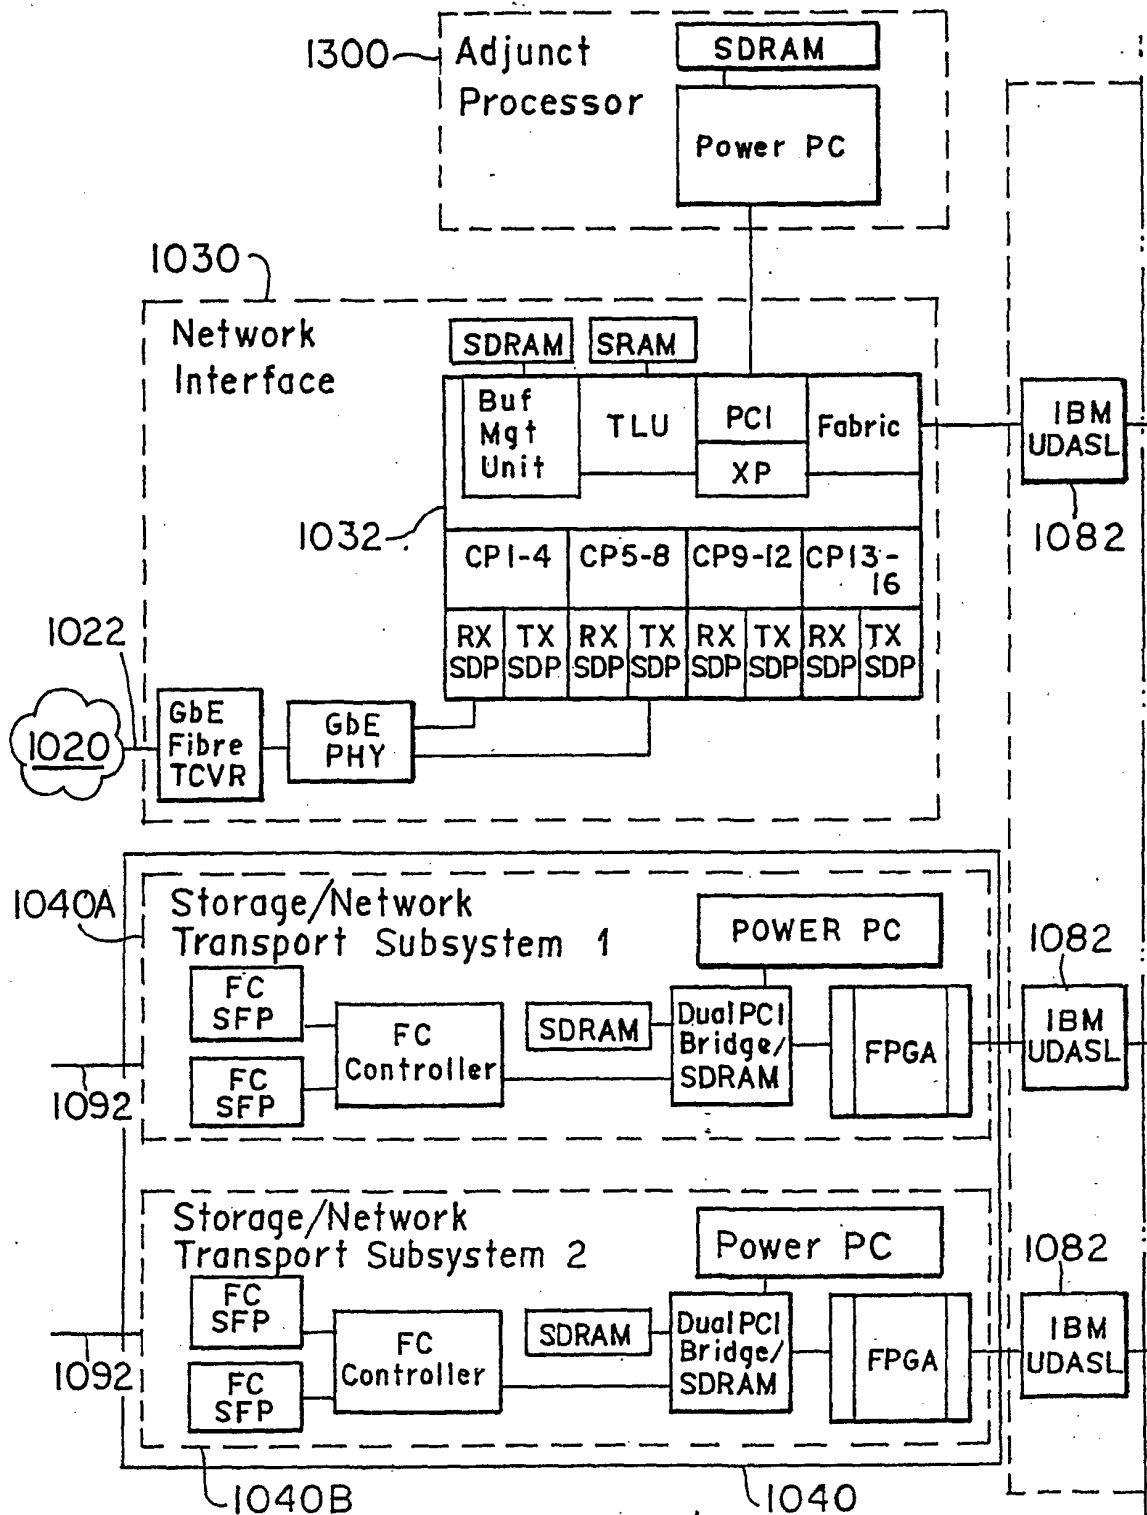 1300
Adjunct
Processor
SDRAM
Power PC
1030
Network
Interface
SDRAM
SRAM
Buf
Mgt
Unit
TLU
PCI
XP
Fabric
IBM
UDASL
1082
1032
CP1-4
CP5-8
CP9-12
CP13-
16
RX
SDP
TX
SDP
RX
SDP
TX
SDP
RX
SDP
TX
SDP
RX
SDP
TX
SDP
1022
1020
GbE
Fibre
TCVR
GbE
PHY
1040A
Storage/Network
Transport Subsystem 1
POWER PC
1082
FC
SFP
FC
SFP
FC
Controller
SDRAM
Dual PCI
Bridge/
SDRAM
FPGA
IBM
UDASL
1092
Storage/Network
Transport Subsystem 2
Power PC
1082
FC
SFP
FC
SFP
FC
Controller
SDRAM
Dual PCI
Bridge/
SDRAM
FPGA
IBM
UDASL
1092
1040B
1040